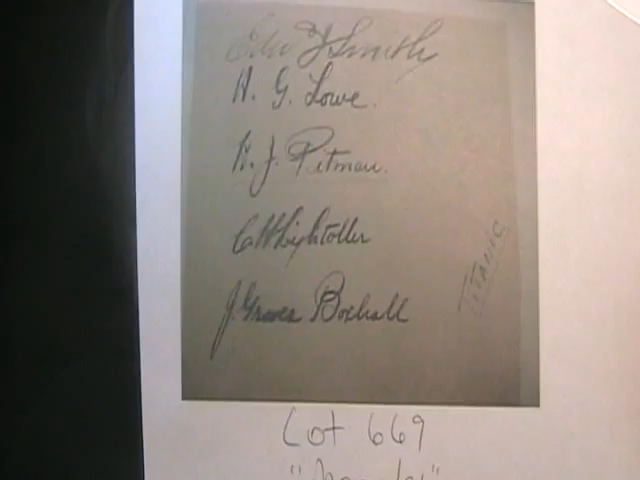 Edw J Smith
H. G. Lowe.
H. J. Pitman.
C H Lightoller
J. Groves Boxhall
TITANIC
Lot 669